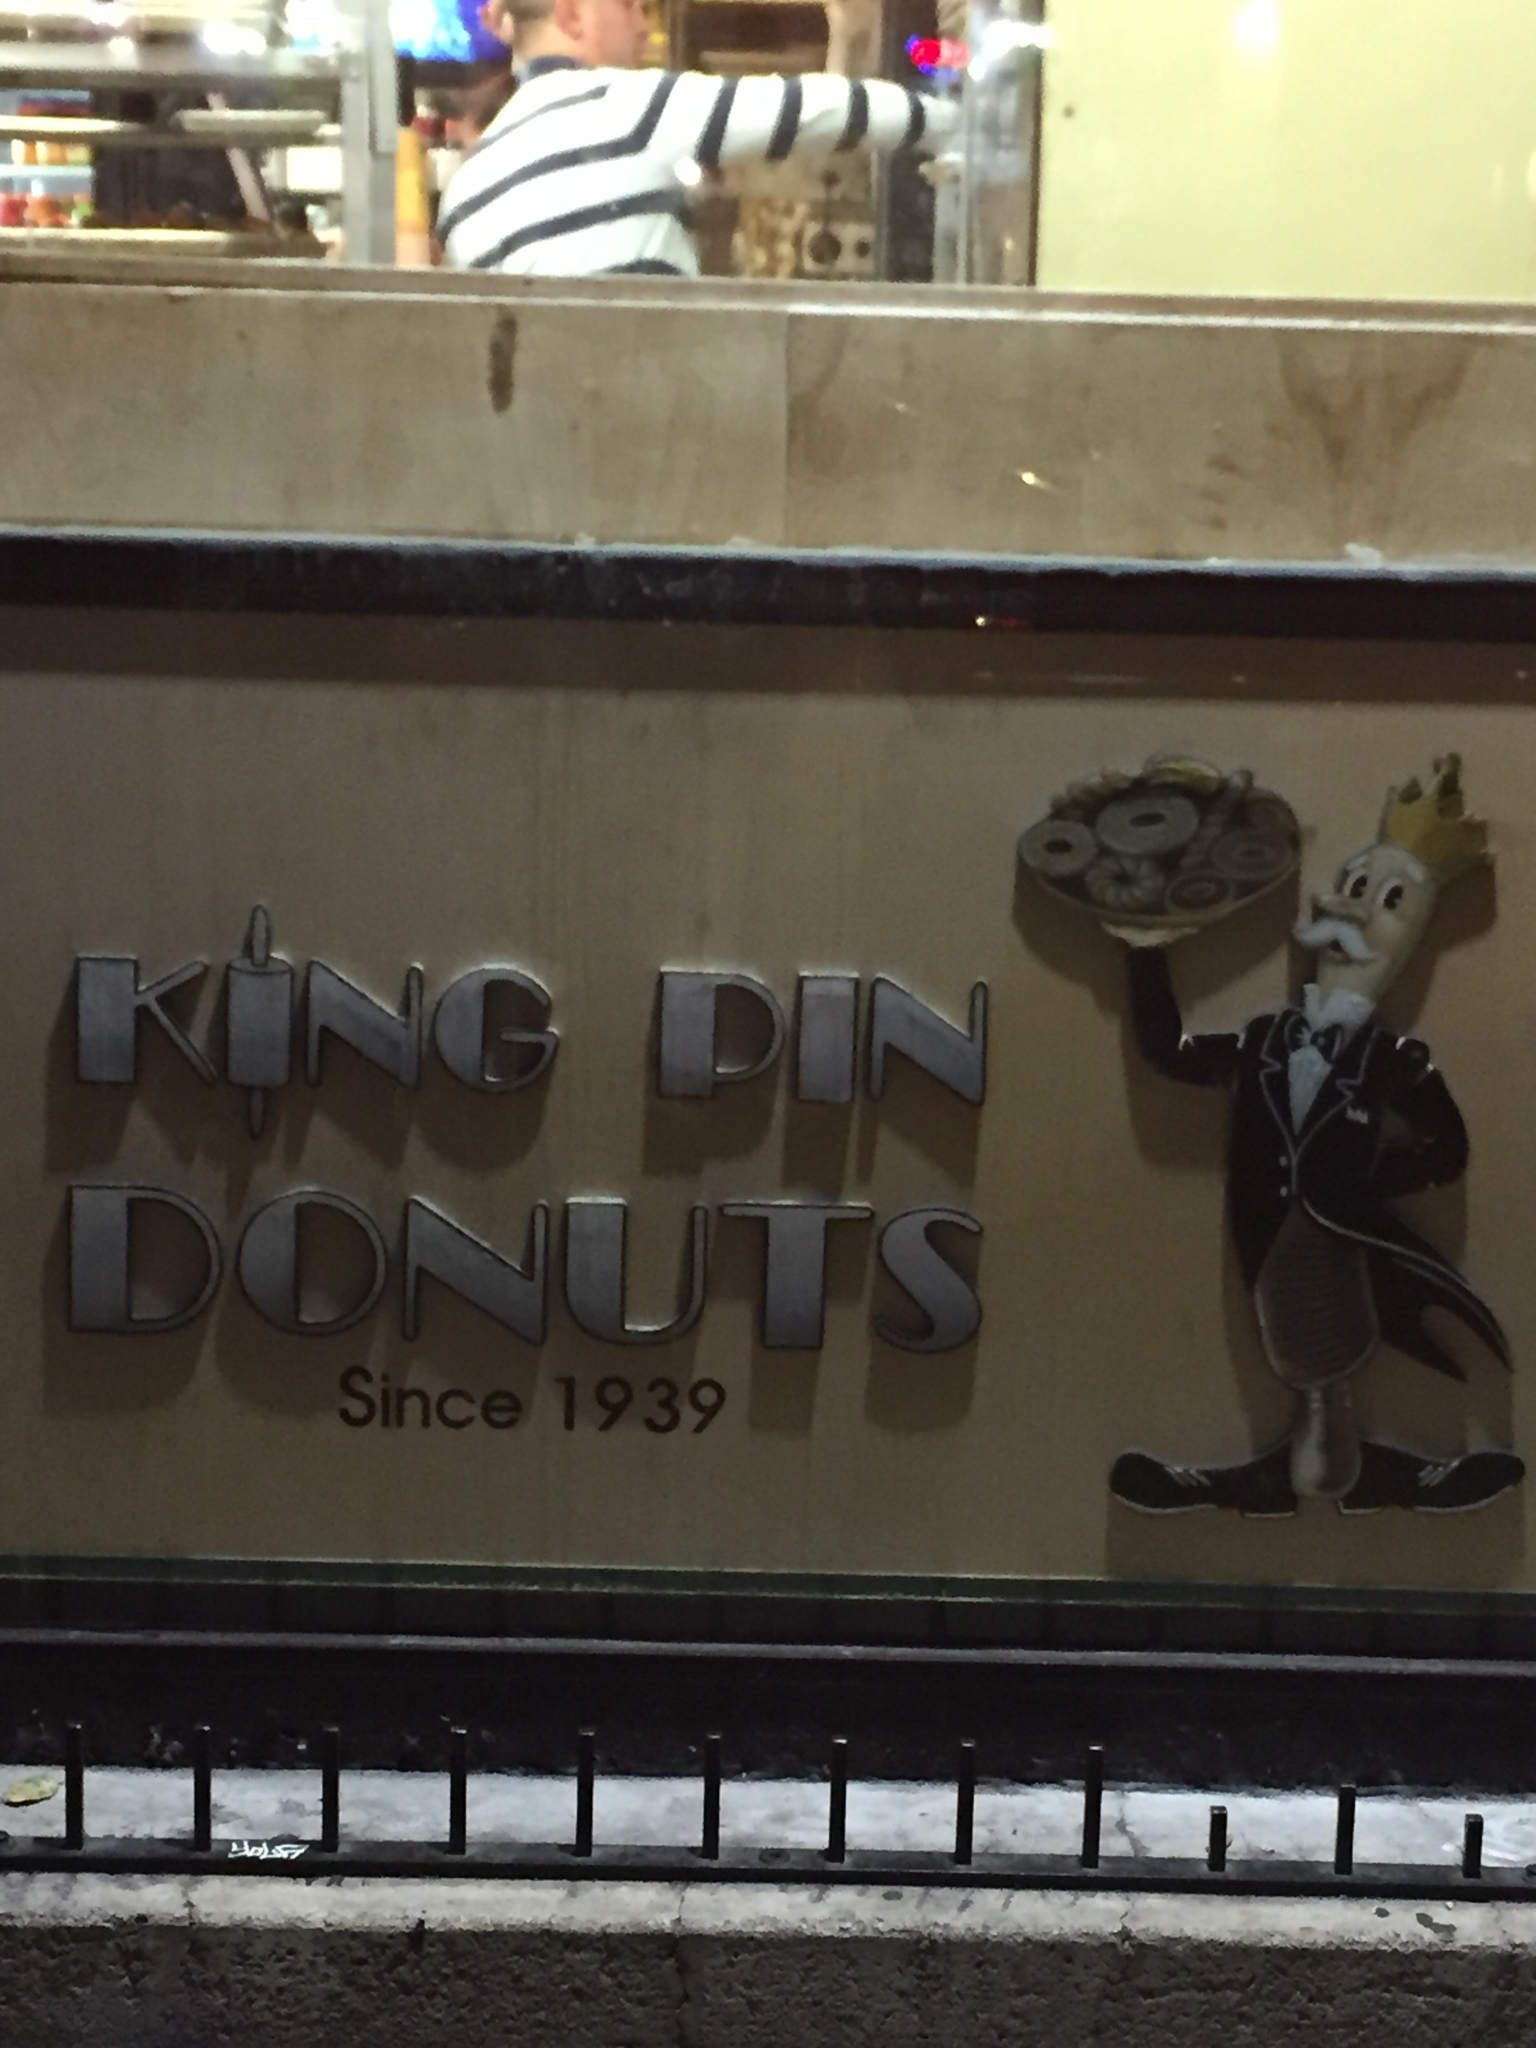 KING PIN
DONUTS
Since 1939